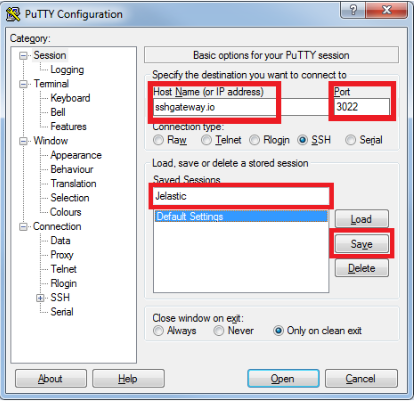 PuTTY Configuration
?
Category:
Session
Logging
Terminal
Keyboard
Bell
Features
Window
Appearance
Behaviour
Translation
Selection
Colours
Connection
Data
Proxy
Telnet
Rlogin
SSH
Serial
Basic options for your PuTTY session
Specify the destination you want to connect to
Host Name (or IP address) Port
sshgateway.io 3022
Connection type:
Raw Telnet Rlogin SSH Serial
Load, save or delete a stored session
Saved Sessions
Jelastic
Default Settings
Load
Save
Delete
Close window on exit:
Always Never Only on clean exit
About Help Open Cancel